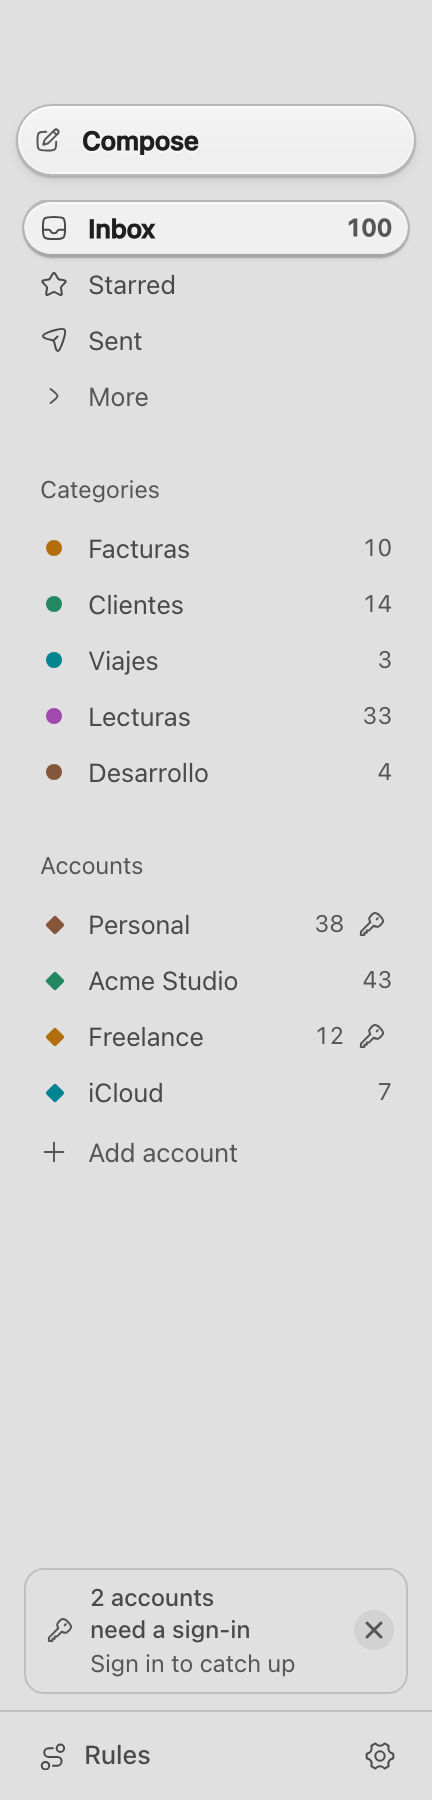 Compose
Inbox 100
Starred
Sent
More
Categories
Facturas 10
Clientes 14
Viajes 3
Lecturas 33
Desarrollo 4
Accounts
Personal 38
Acme Studio 43
Freelance 12
iCloud 7
Add account
2 accounts
need a sign-in
Sign in to catch up
Rules